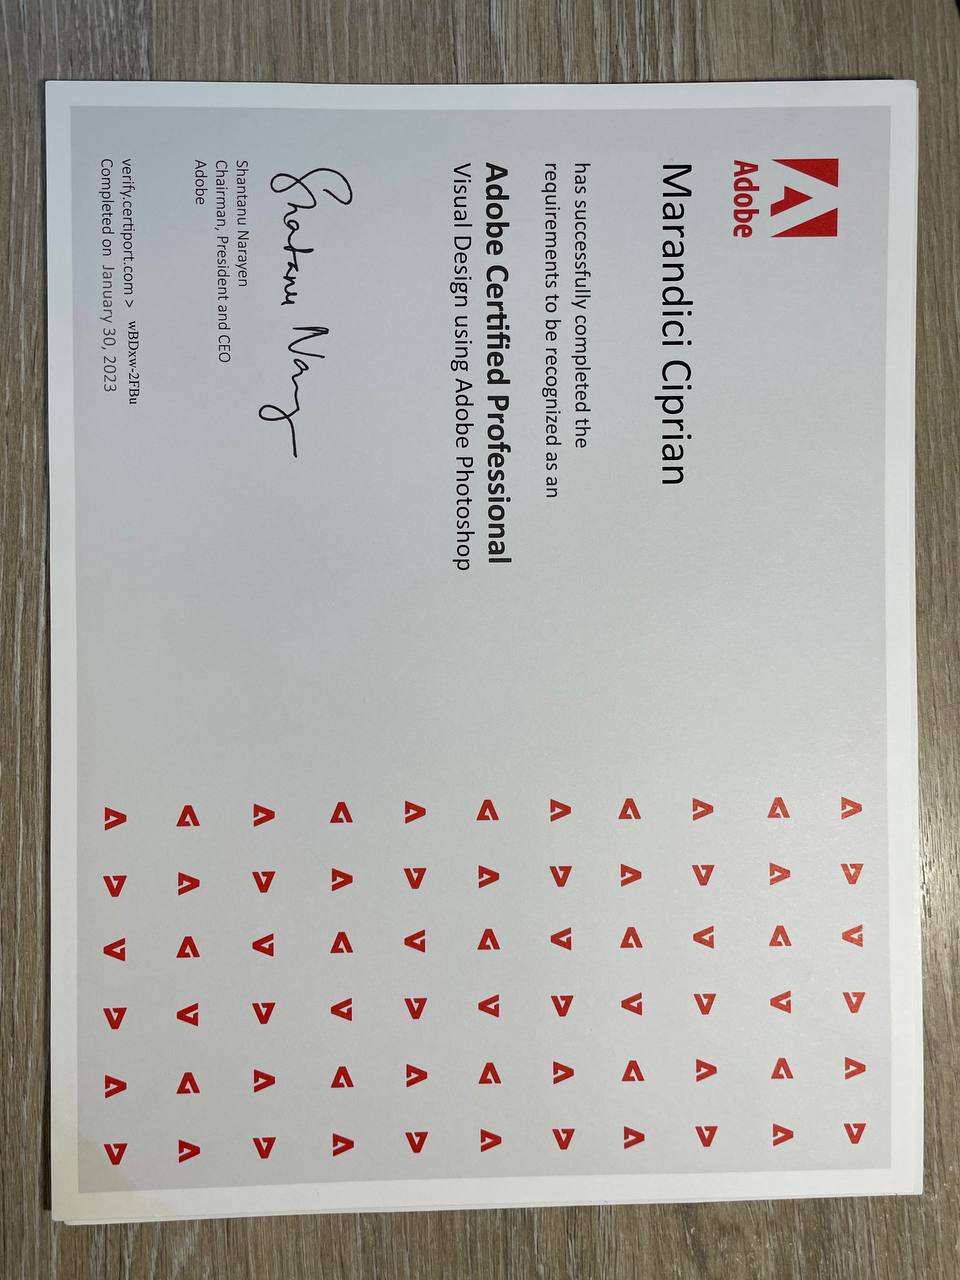 Adobe
Marandici Ciprian
has successfully completed the
requirements to be recognized as an
Adobe Certified Professional
Visual Design using Adobe Photoshop
Shantanu Narayen
Shantanu Narayen
Chairman, President and CEO
Adobe
verify.certiport.com > wBDxw-2FBu
Completed on January 30, 2023